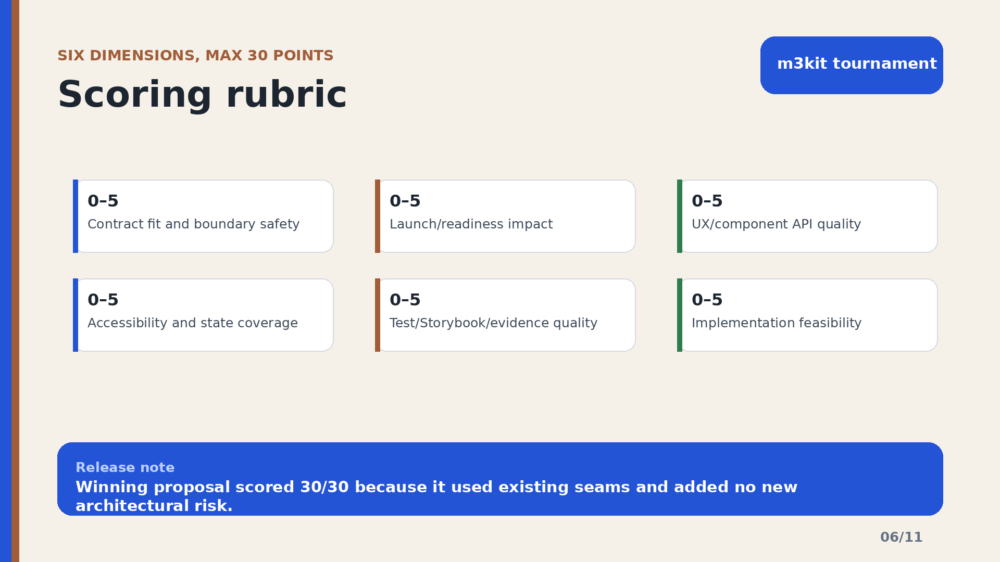 SIX DIMENSIONS, MAX 30 POINTS
Scoring rubric
m3kit tournament
0–5
Contract fit and boundary safety
0–5
Launch/readiness impact
0–5
UX/component API quality
0–5
Accessibility and state coverage
0–5
Test/Storybook/evidence quality
0–5
Implementation feasibility
Release note
Winning proposal scored 30/30 because it used existing seams and added no new
architectural risk.
06/11